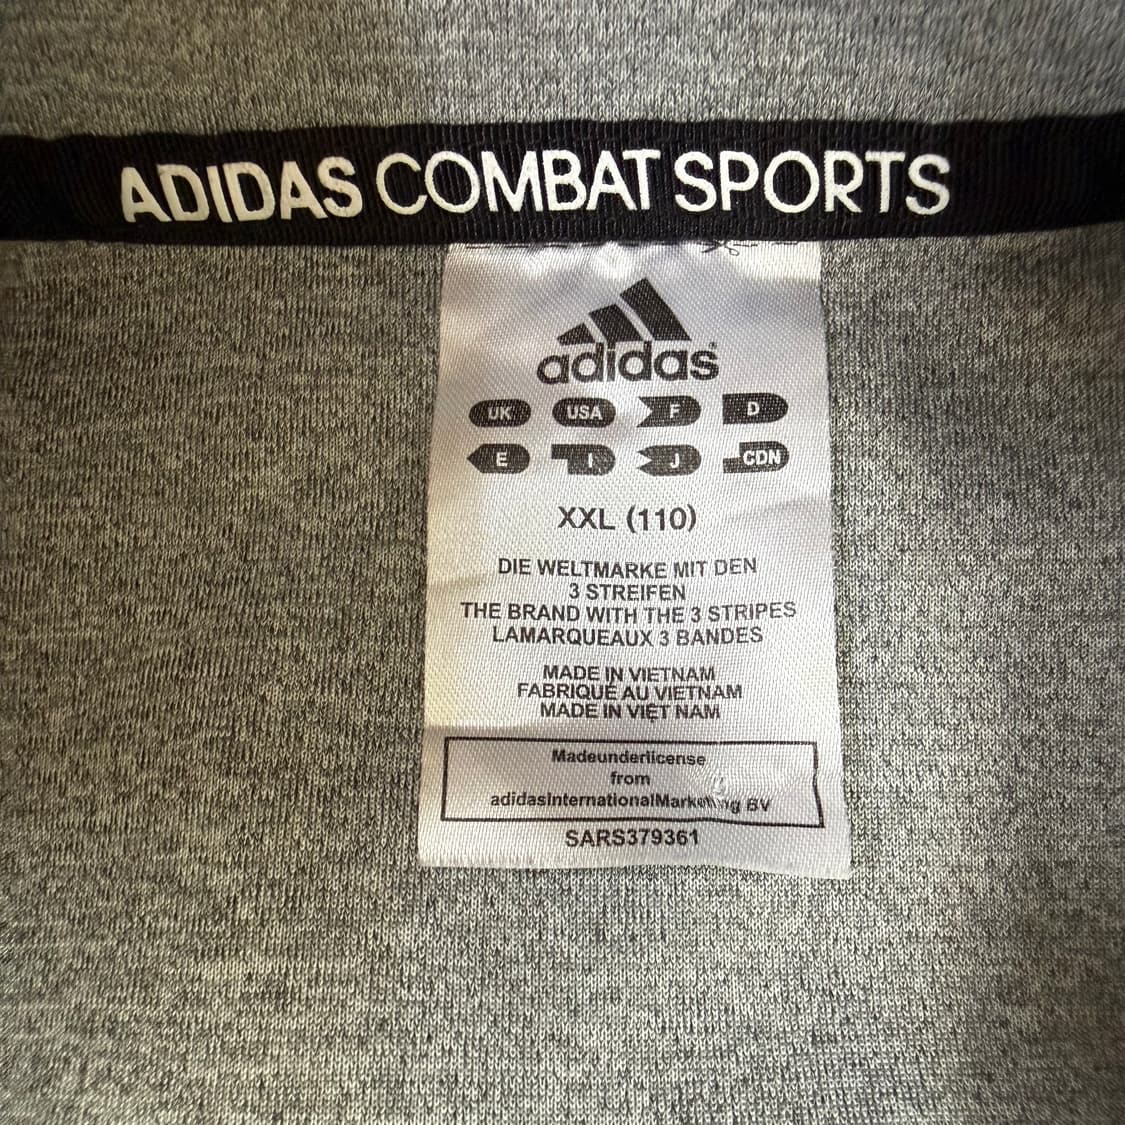 ADIDAS COMBAT SPORTS
adidas
UK USA F D
E I J CDN
XXL (110)
DIE WELTMARKE MIT DEN
3 STREIFEN
THE BRAND WITH THE 3 STRIPES
LAMARQUEAUX 3 BANDES
MADE IN VIETNAM
FABRIQUÉ AU VIETNAM
MADE IN VIỆT NAM
Madeunderlicense
from
adidasInternationalMarketing BV
SARS379361